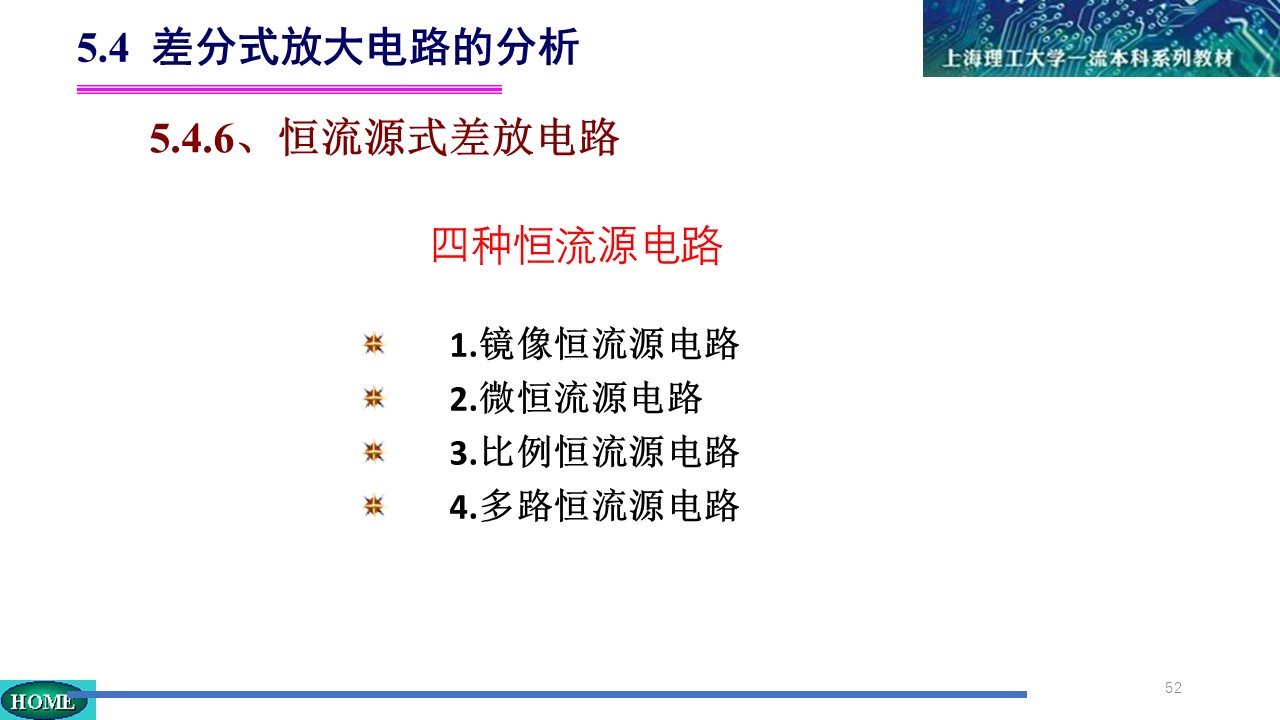 5.4 差分式放大电路的分析
上海理工大学一流本科系列教材
5.4.6、恒流源式差放电路
四种恒流源电路
1.镜像恒流源电路
2.微恒流源电路
3.比例恒流源电路
4.多路恒流源电路
HOME
52